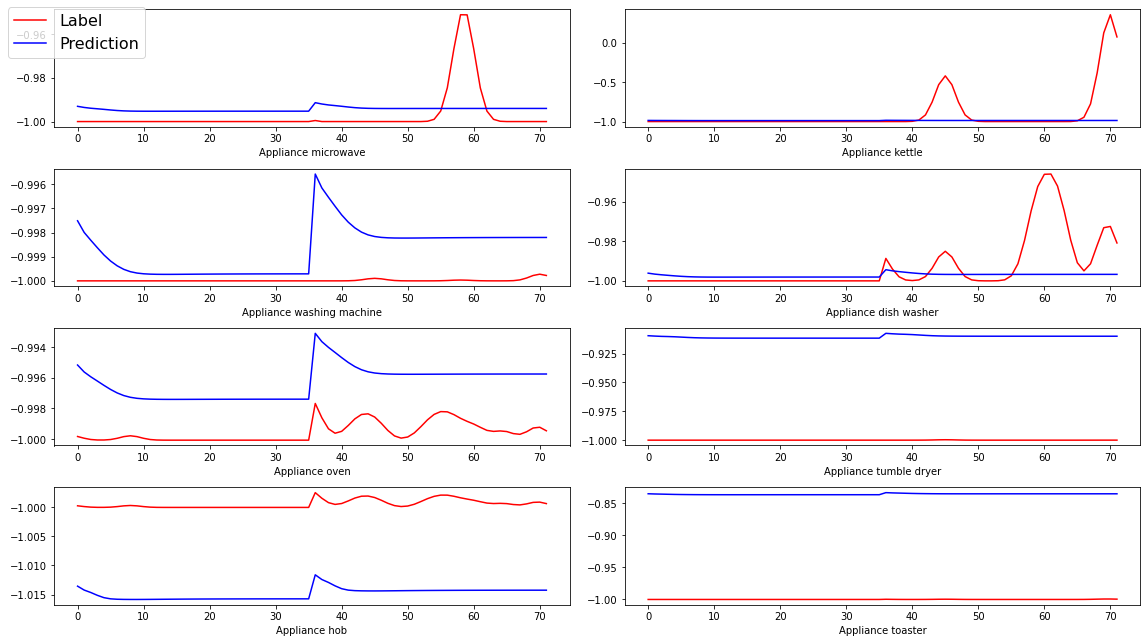 Label
Prediction
−0.96
−0.98
−1.00
0 10 20 30 40 50 60 70
Appliance microwave
0.0
−0.5
−1.0
0 10 20 30 40 50 60 70
Appliance kettle
−0.996
−0.997
−0.998
−0.999
−1.000
0 10 20 30 40 50 60 70
Appliance washing machine
−0.96
−0.98
−1.00
0 10 20 30 40 50 60 70
Appliance dish washer
−0.994
−0.996
−0.998
−1.000
0 10 20 30 40 50 60 70
Appliance oven
−0.925
−0.950
−0.975
−1.000
0 10 20 30 40 50 60 70
Appliance tumble dryer
−1.000
−1.005
−1.010
−1.015
0 10 20 30 40 50 60 70
Appliance hob
−0.85
−0.90
−0.95
−1.00
0 10 20 30 40 50 60 70
Appliance toaster